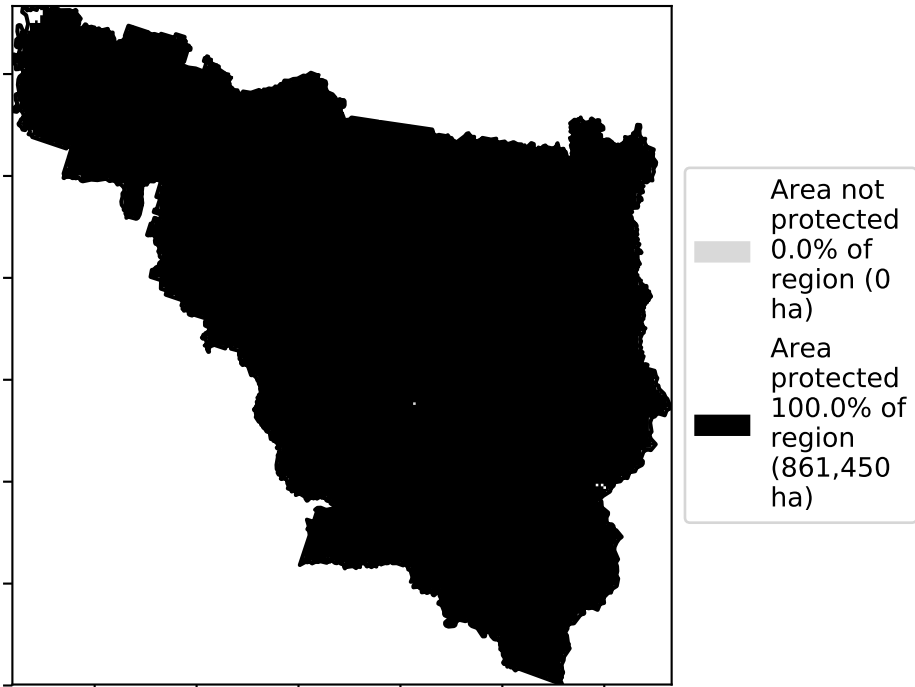 Area not
protected
0.0% of
region (0
ha)
Area
protected
100.0% of
region
(861,450
ha)